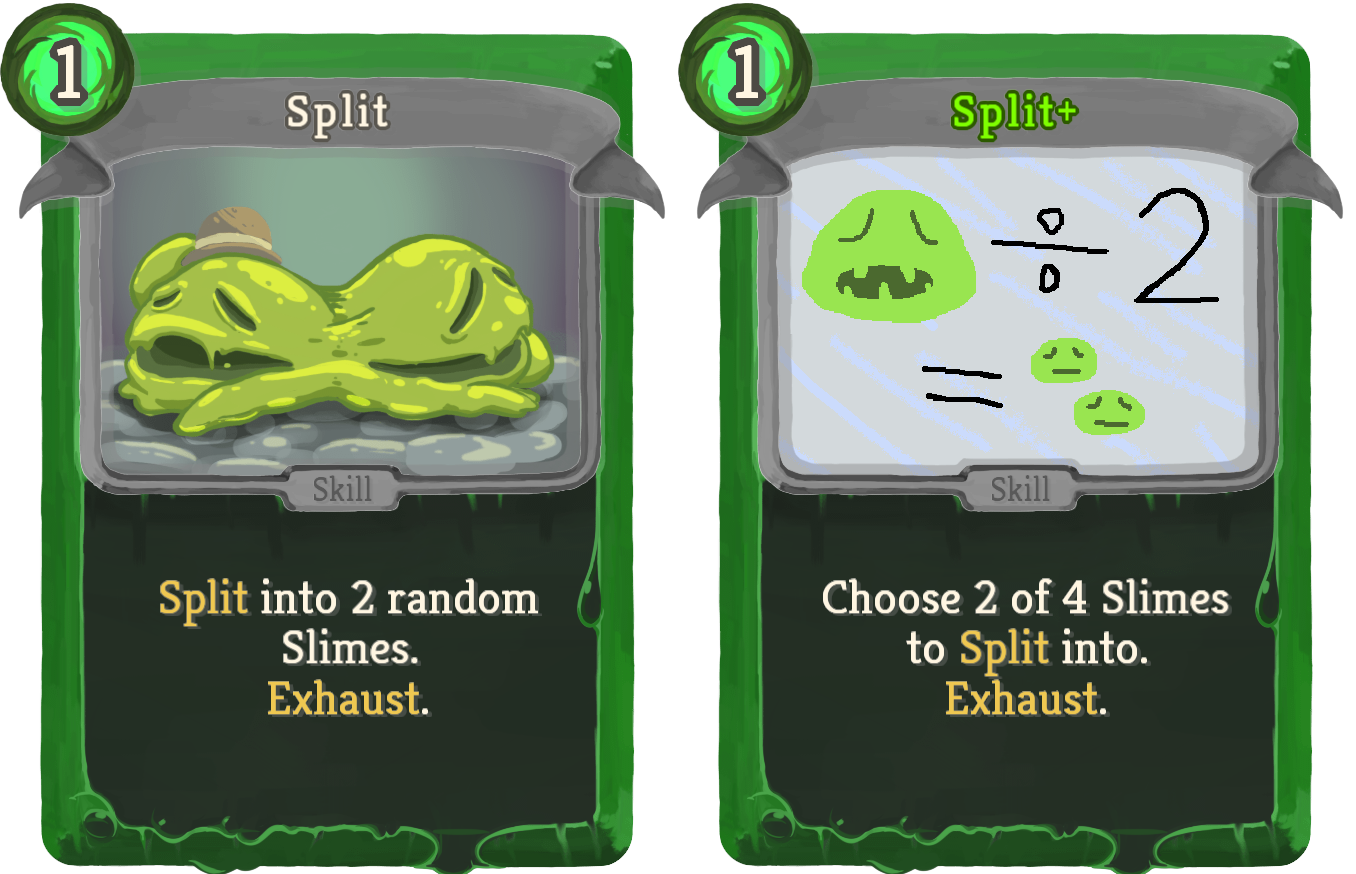 1
Split
Skill
Split into 2 random
Slimes.
Exhaust.
1
Split+
÷ 2
=
Skill
Choose 2 of 4 Slimes
to Split into.
Exhaust.